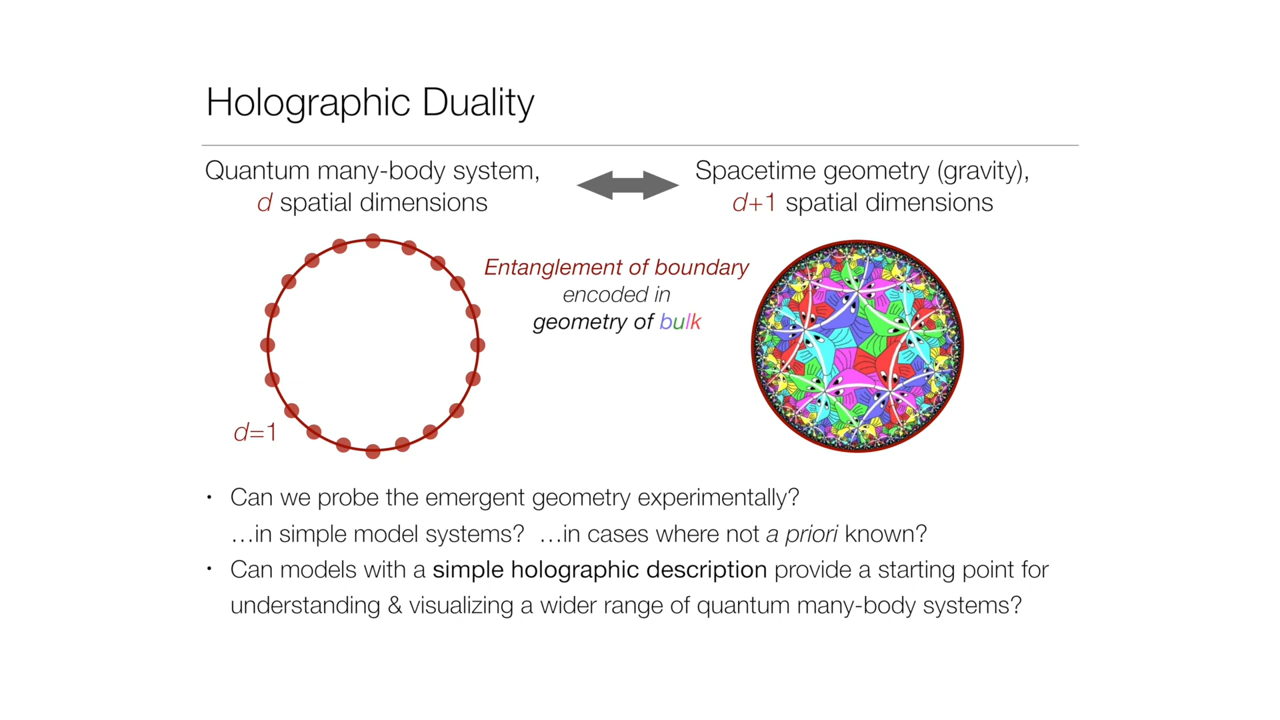 Holographic Duality
Quantum many-body system,
d spatial dimensions
Spacetime geometry (gravity),
d+1 spatial dimensions
Entanglement of boundary
encoded in
geometry of bulk
d=1
• Can we probe the emergent geometry experimentally?
…in simple model systems? …in cases where not a priori known?
• Can models with a simple holographic description provide a starting point for
understanding & visualizing a wider range of quantum many-body systems?